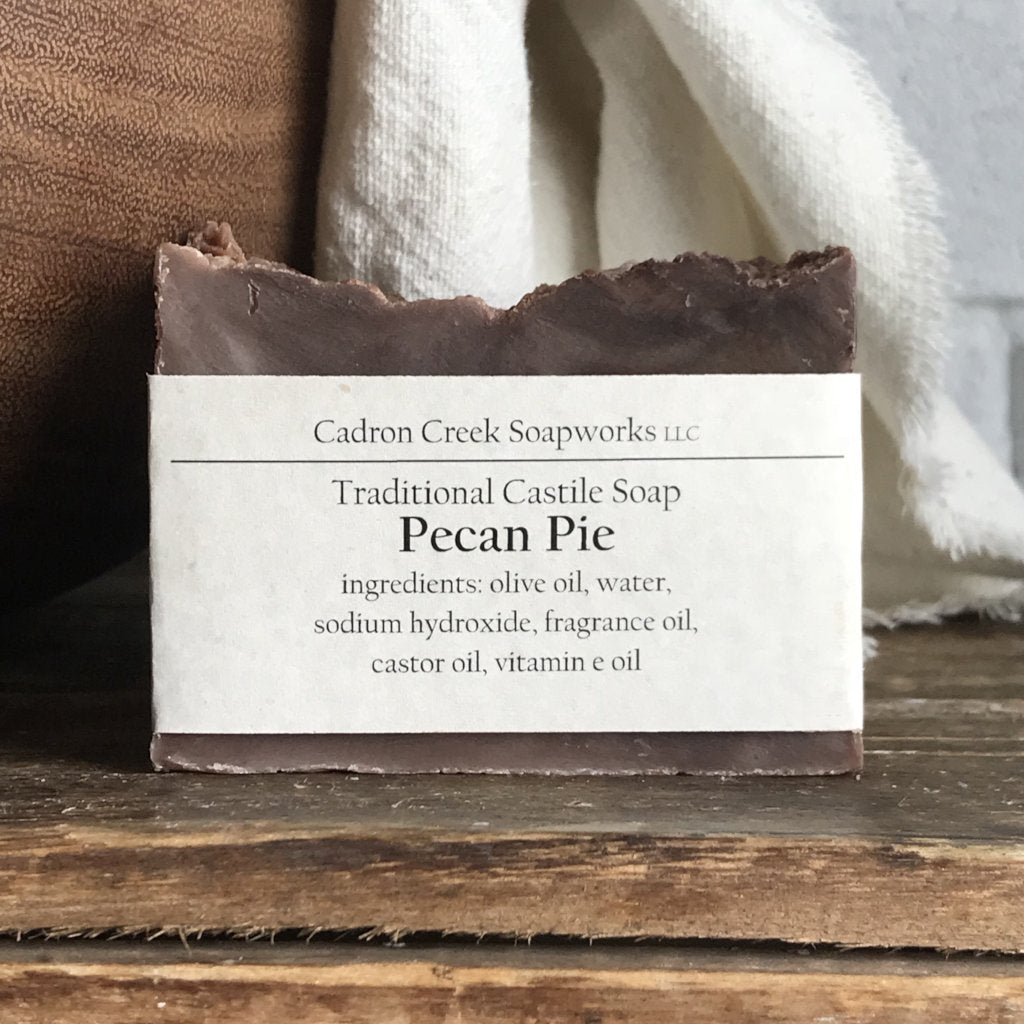 Cadron Creek Soapworks LLC
Traditional Castile Soap
Pecan Pie
ingredients: olive oil, water,
sodium hydroxide, fragrance oil,
castor oil, vitamin e oil